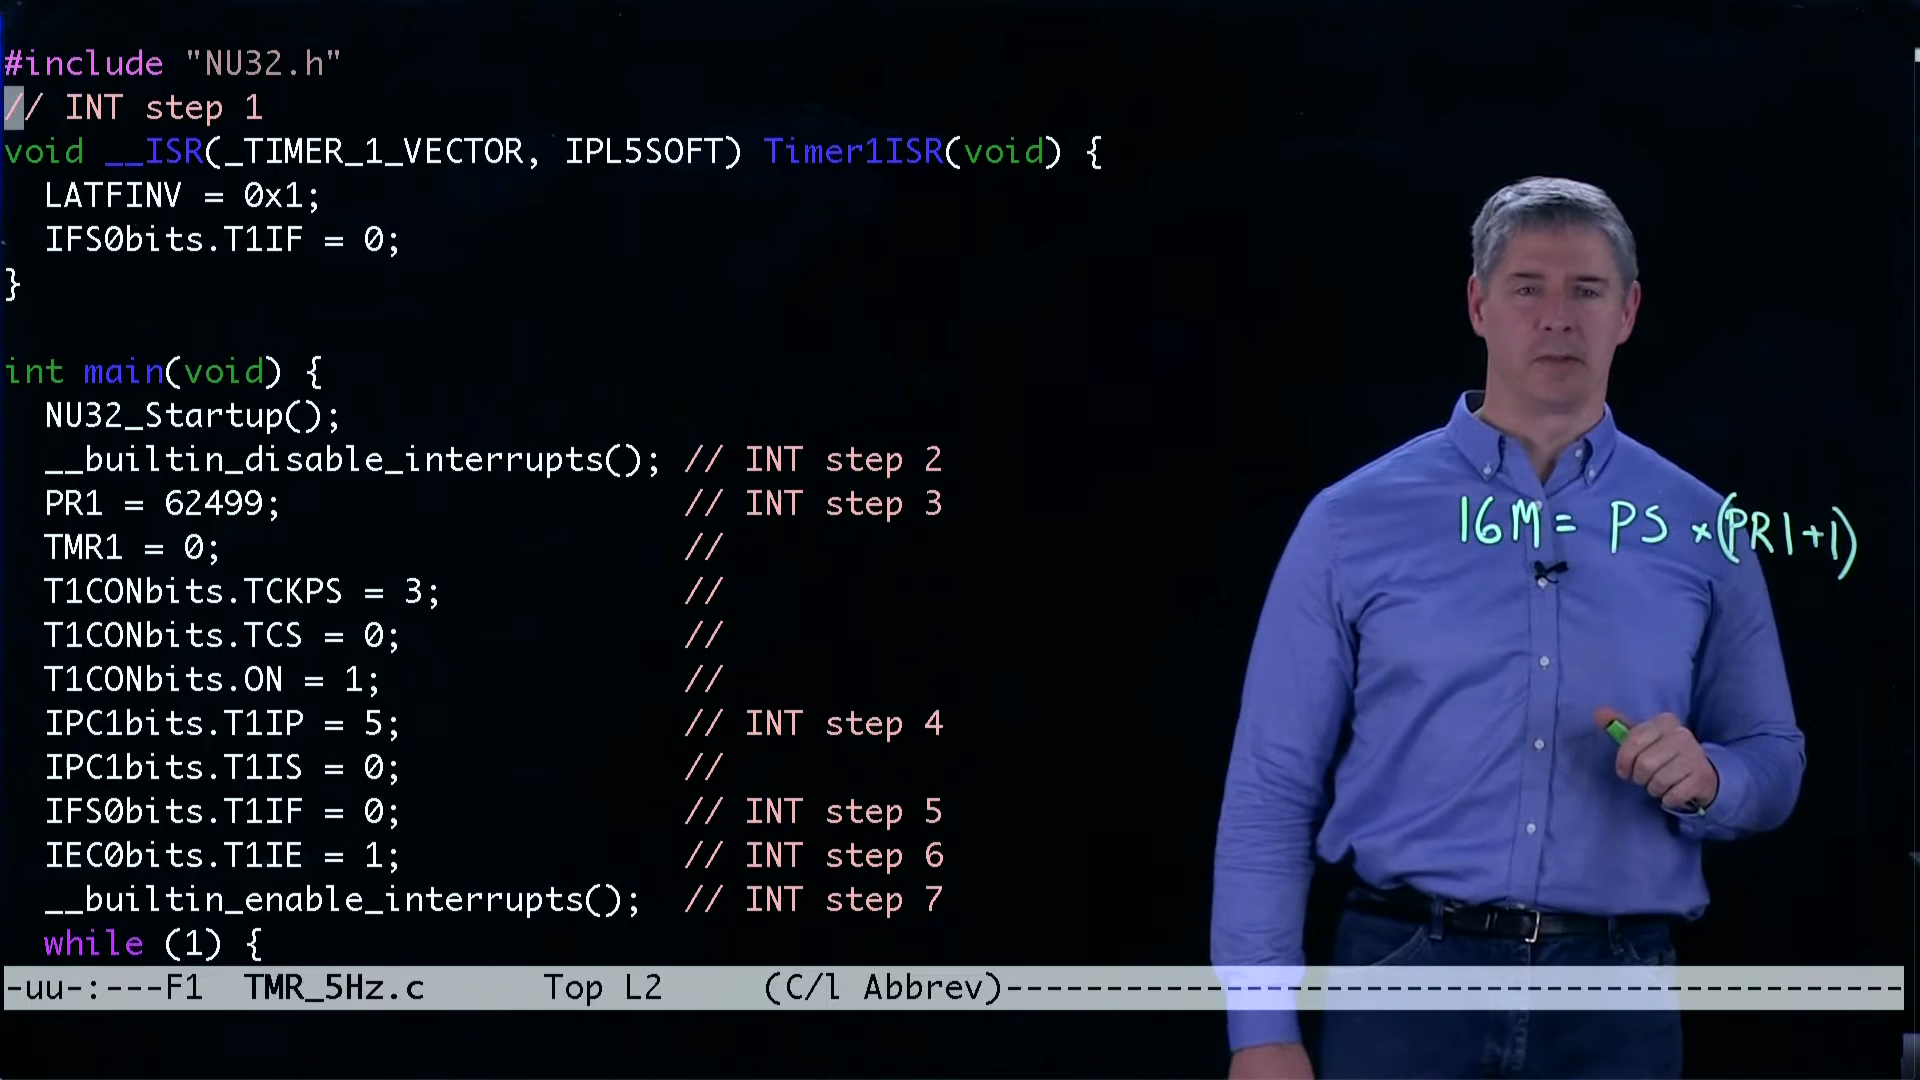 #include "NU32.h"
// INT step 1
void __ISR(_TIMER_1_VECTOR, IPL5SOFT) Timer1ISR(void) {
  LATFINV = 0x1;
  IFS0bits.T1IF = 0;
}
int main(void) {
  NU32_Startup();
  __builtin_disable_interrupts(); // INT step 2
  PR1 = 62499;                    // INT step 3
  TMR1 = 0;                       //
  T1CONbits.TCKPS = 3;            //
  T1CONbits.TCS = 0;              //
  T1CONbits.ON = 1;               //
  IPC1bits.T1IP = 5;              // INT step 4
  IPC1bits.T1IS = 0;              //
  IFS0bits.T1IF = 0;              // INT step 5
  IEC0bits.T1IE = 1;              // INT step 6
  __builtin_enable_interrupts();  // INT step 7
  while (1) {
-uu-:---F1  TMR_5Hz.c      Top L2     (C/l Abbrev)---------------------------------------------
16M = PS × (PR1+1)